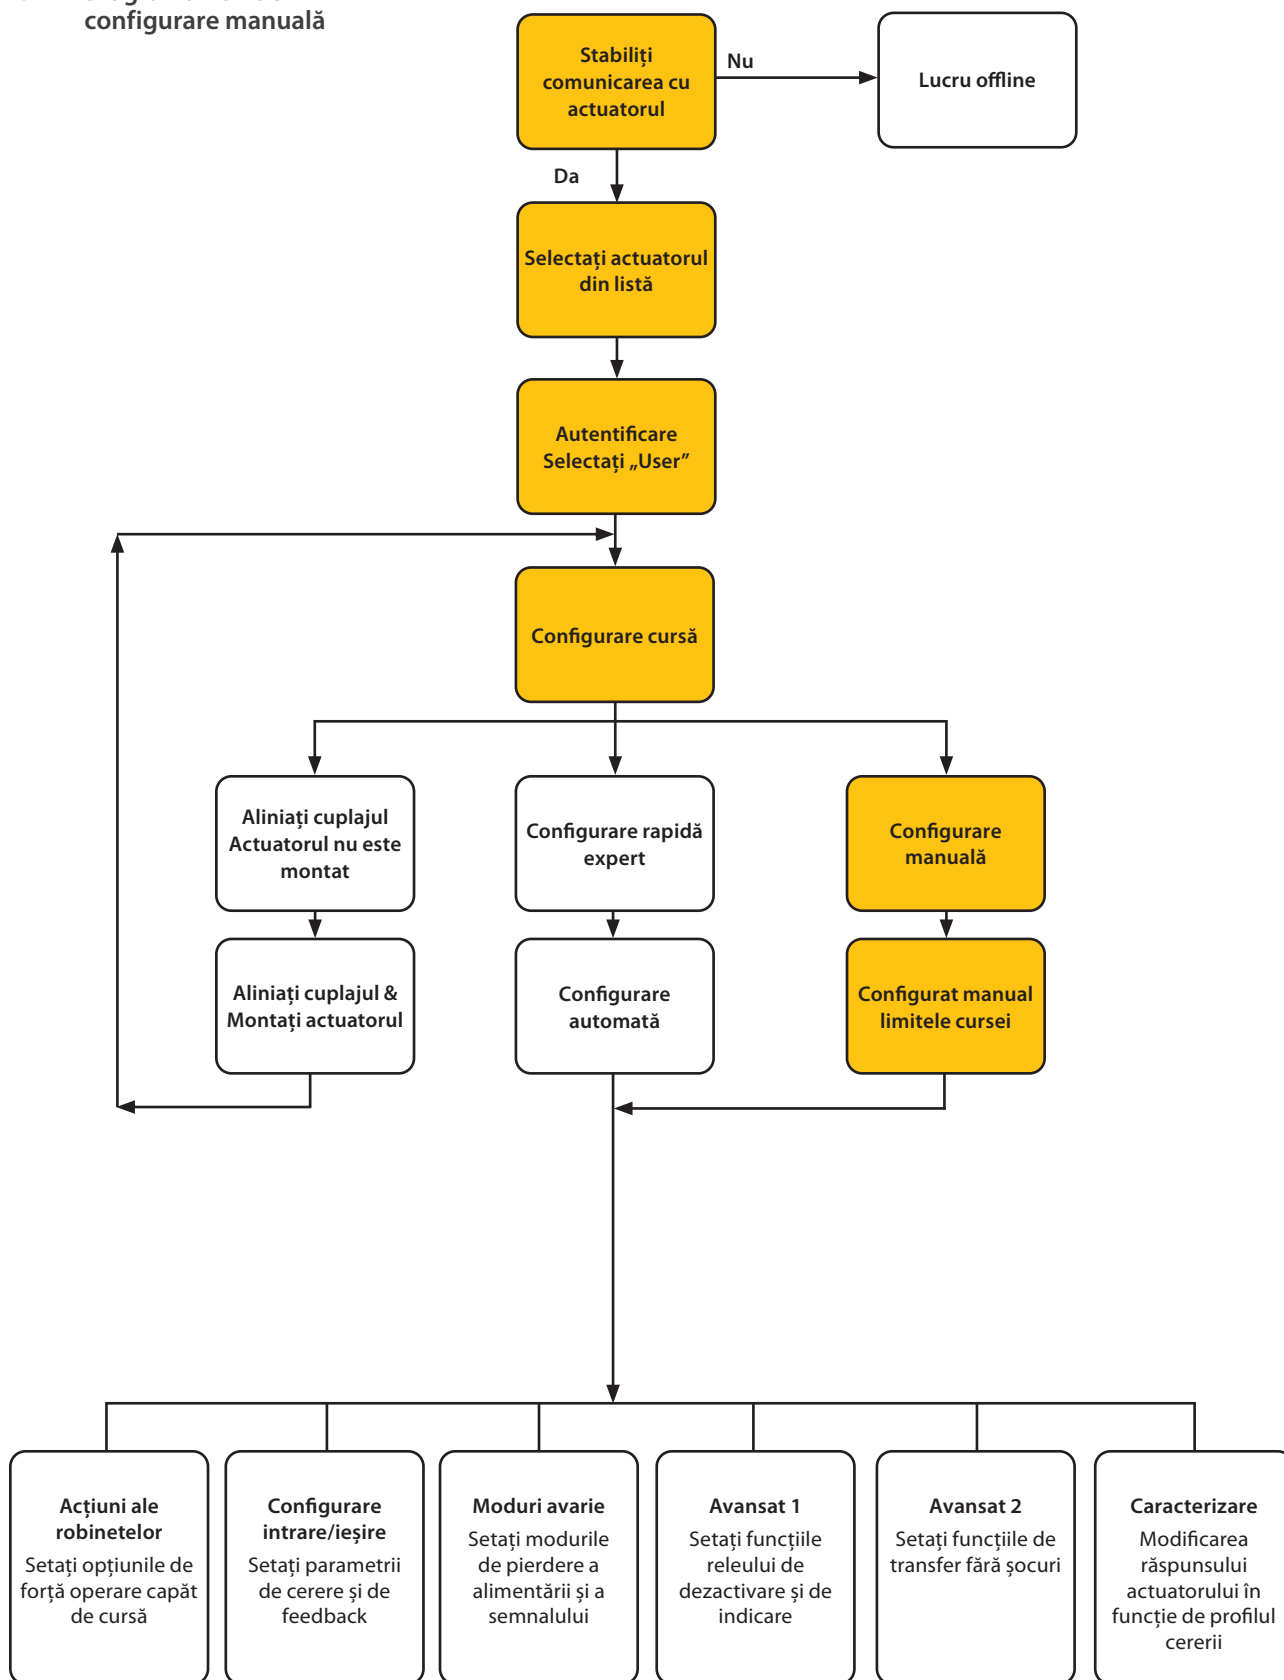 configurare manuală
Stabiliți
comunicarea cu
actuatorul
Nu
Lucru offline
Da
Selectați actuatorul
din listă
Autentificare
Selectați „User”
Configurare cursă
Aliniați cuplajul
Actuatorul nu este
montat
Configurare rapidă
expert
Configurare
manuală
Aliniați cuplajul &
Montați actuatorul
Configurare
automată
Configurat manual
limitele cursei
Acțiuni ale
robinetelor
Setați opțiunile de
forță operare capăt
de cursă
Configurare
intrare/ieșire
Setați parametrii
de cerere și de
feedback
Moduri avarie
Setați modurile
de pierdere a
alimentării și a
semnalului
Avansat 1
Setați funcțiile
releului de
dezactivare și de
indicare
Avansat 2
Setați funcțiile de
transfer fără șocuri
Caracterizare
Modificarea
răspunsului
actuatorului în
funcție de profilul
cererii